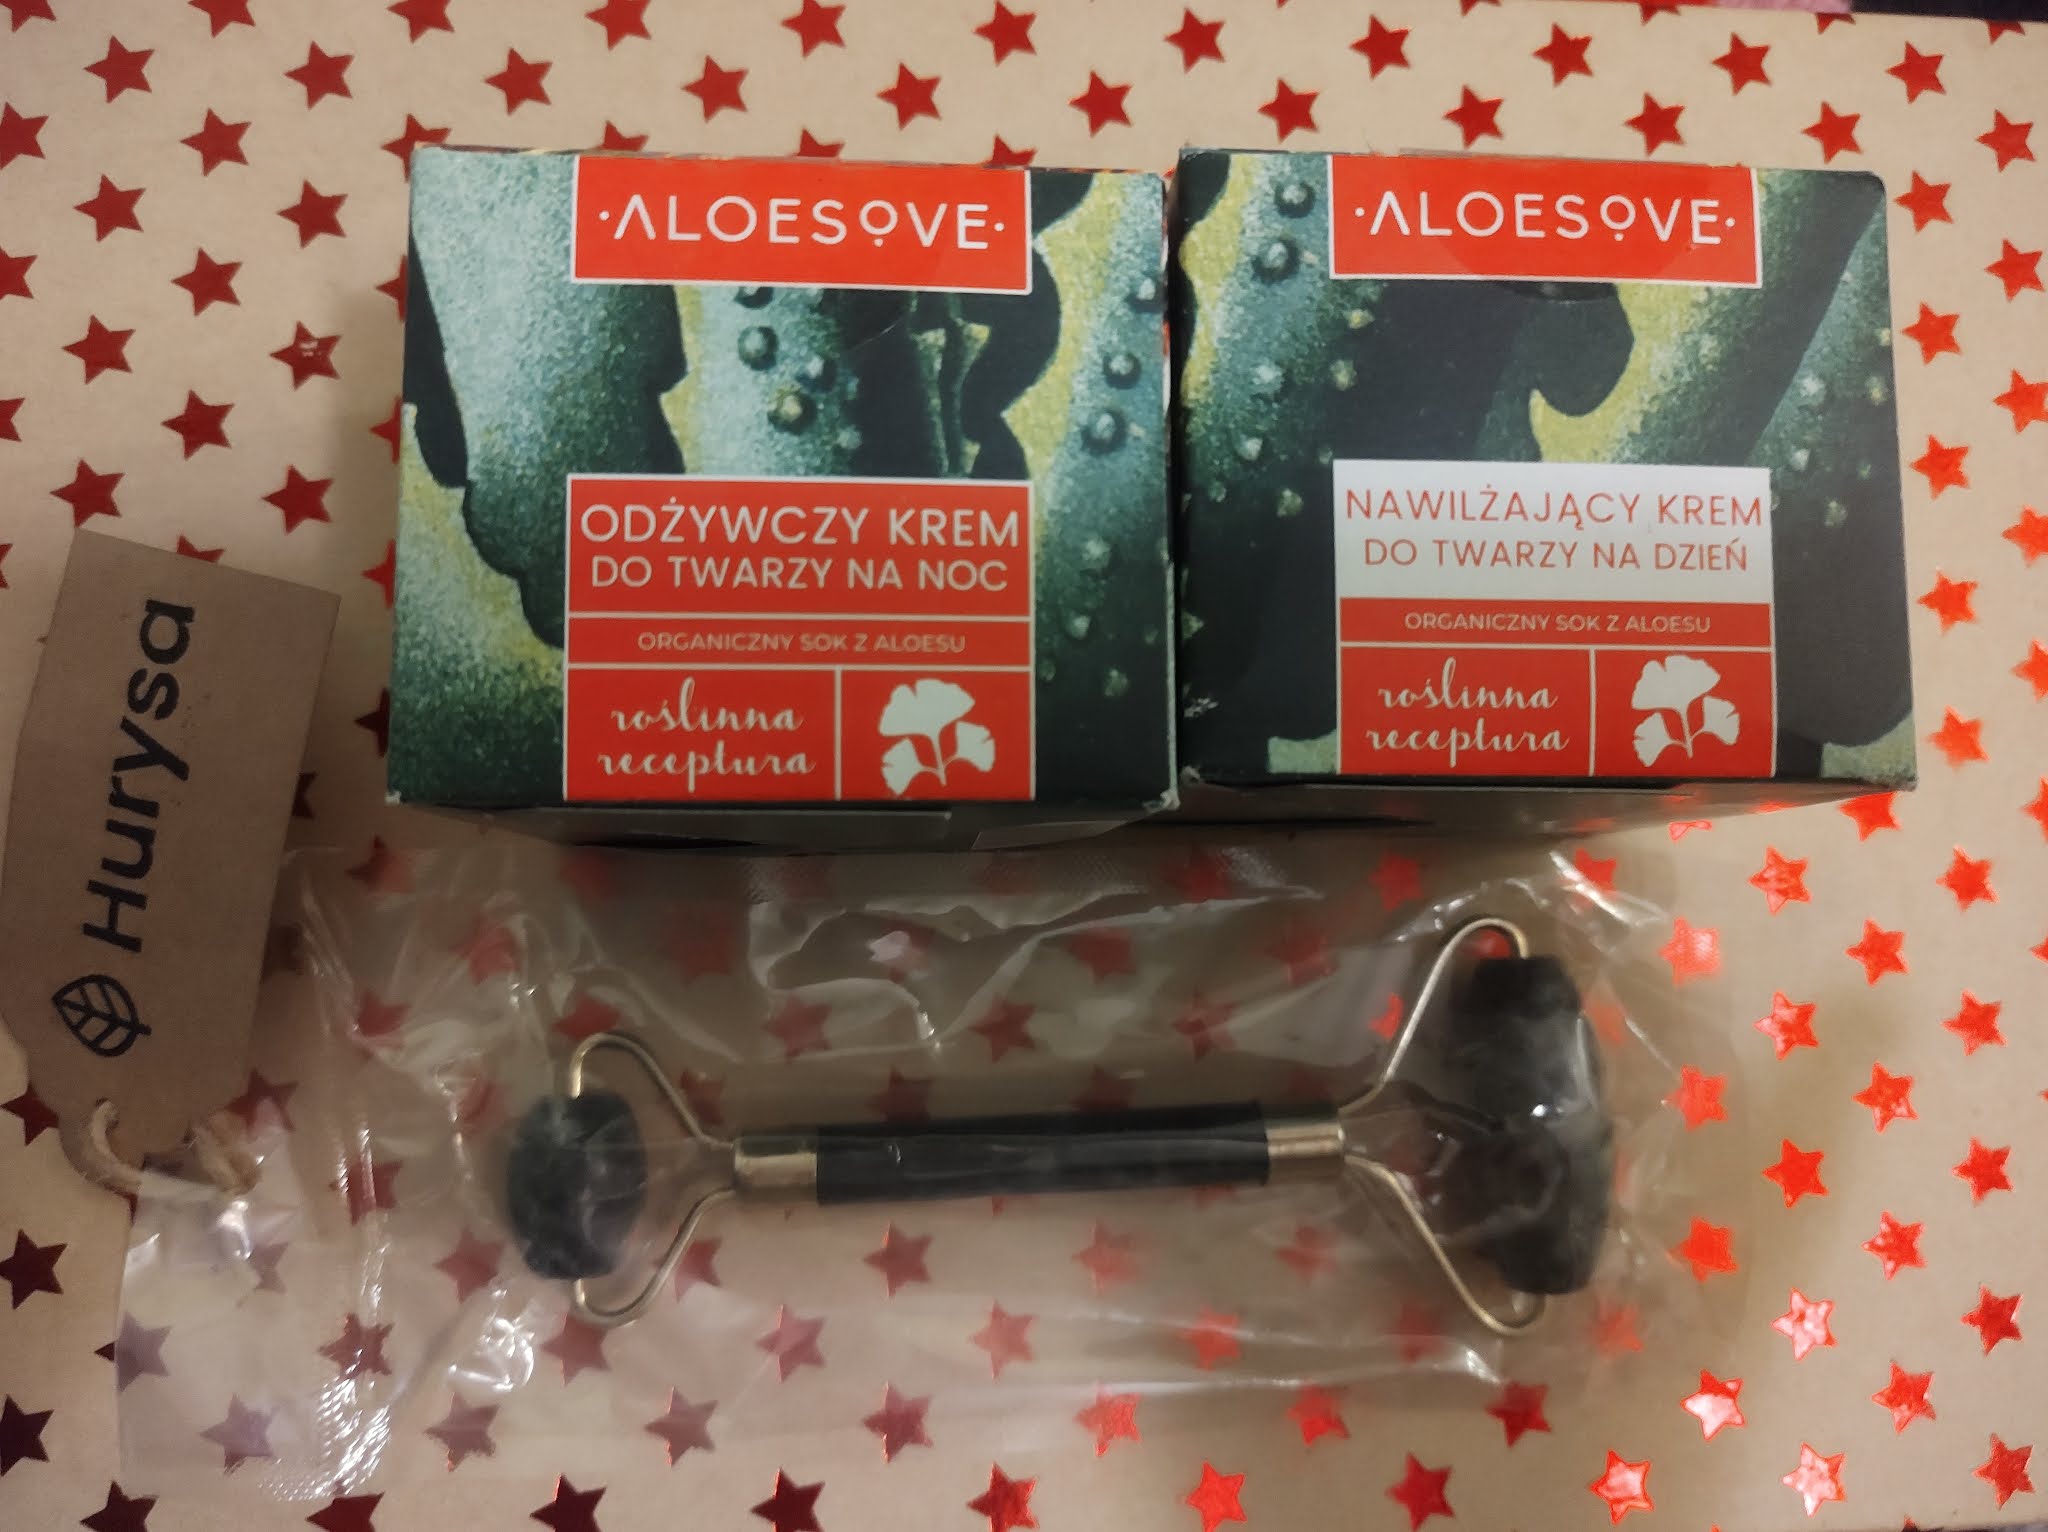 ·ALOESOVE·
ODŻYWCZY KREM
DO TWARZY NA NOC
ORGANICZNY SOK Z ALOESU
roślinna
receptura
·ALOESOVE·
NAWILŻAJĄCY KREM
DO TWARZY NA DZIEŃ
ORGANICZNY SOK Z ALOESU
roślinna
receptura
Hurysa